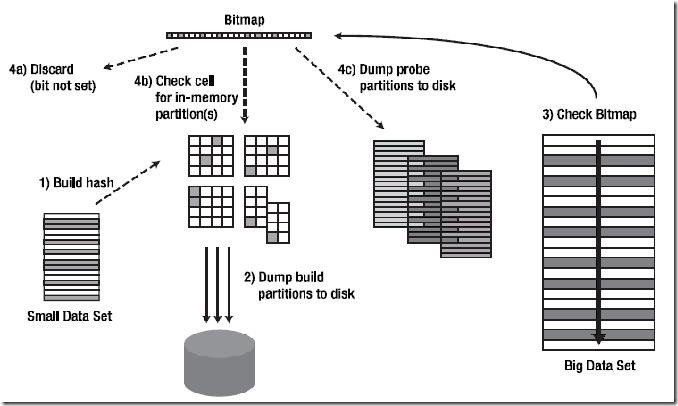 Bitmap
4a) Discard
(bit not set)
4b) Check cell
for in-memory
partition(s)
4c) Dump probe
partitions to disk
3) Check Bitmap
1) Build hash
2) Dump build
partitions to disk
Small Data Set
Big Data Set